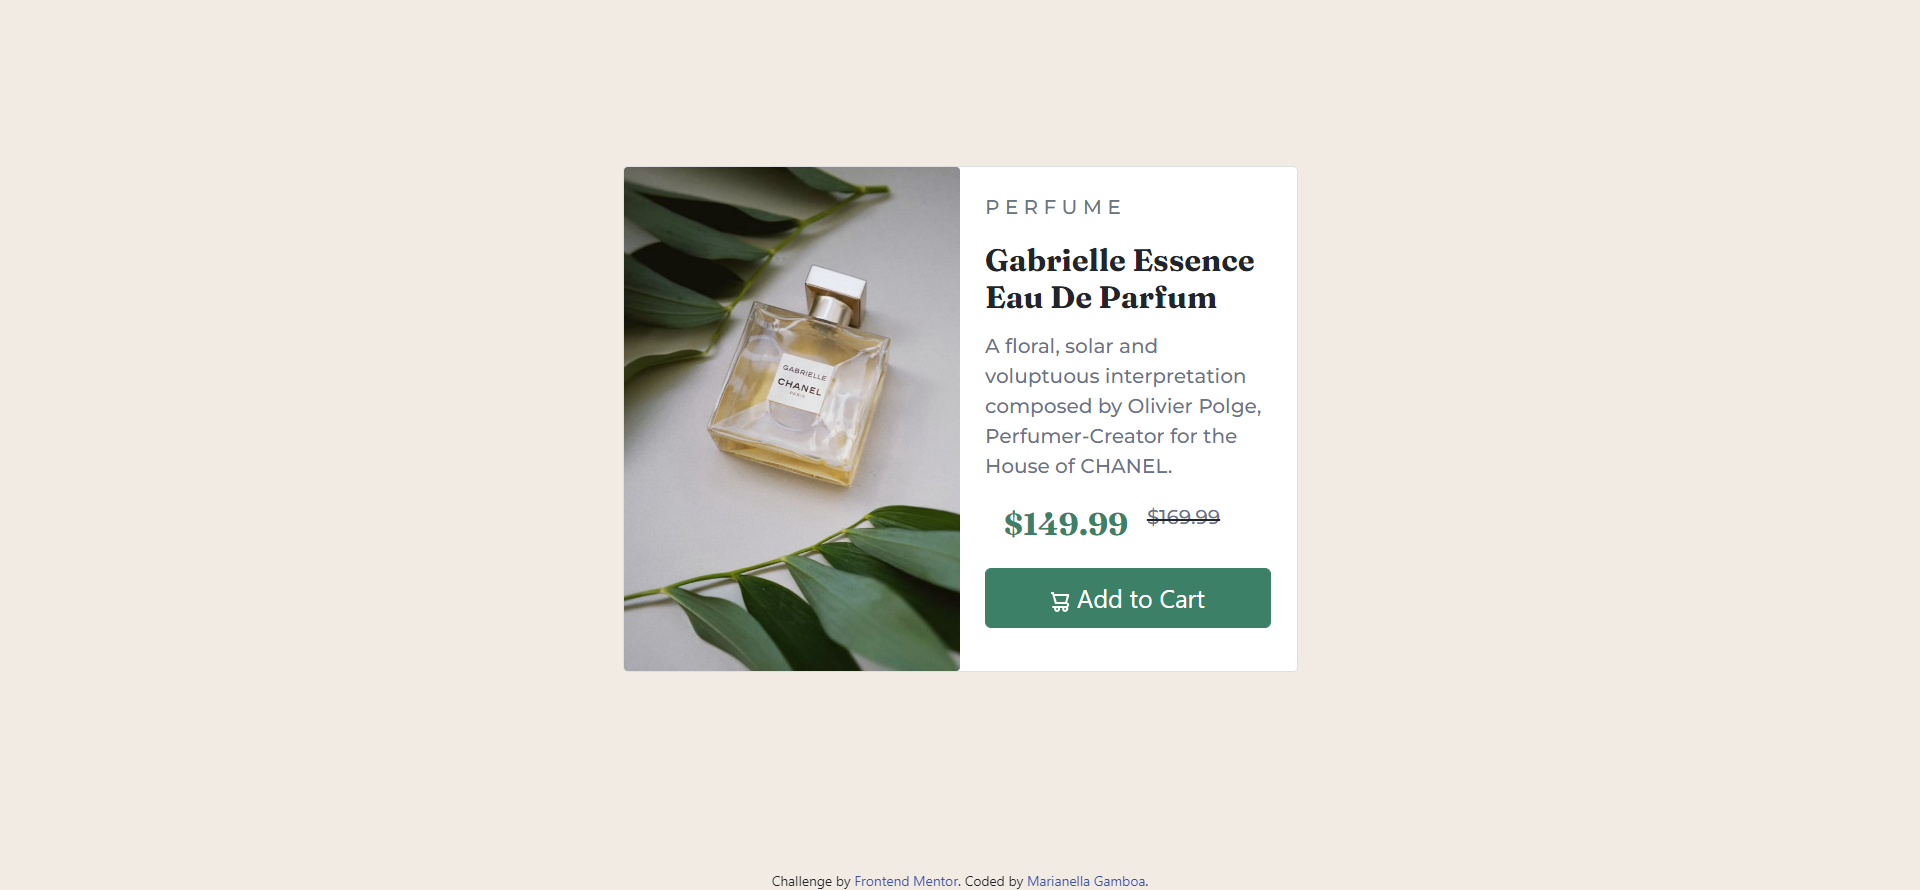 PERFUME
Gabrielle Essence
Eau De Parfum
A floral, solar and
voluptuous interpretation
composed by Olivier Polge,
Perfumer-Creator for the
House of CHANEL.
$149.99 $169.99
Add to Cart
GABRIELLE
CHANEL
PARIS
Challenge by Frontend Mentor. Coded by Marianella Gamboa.